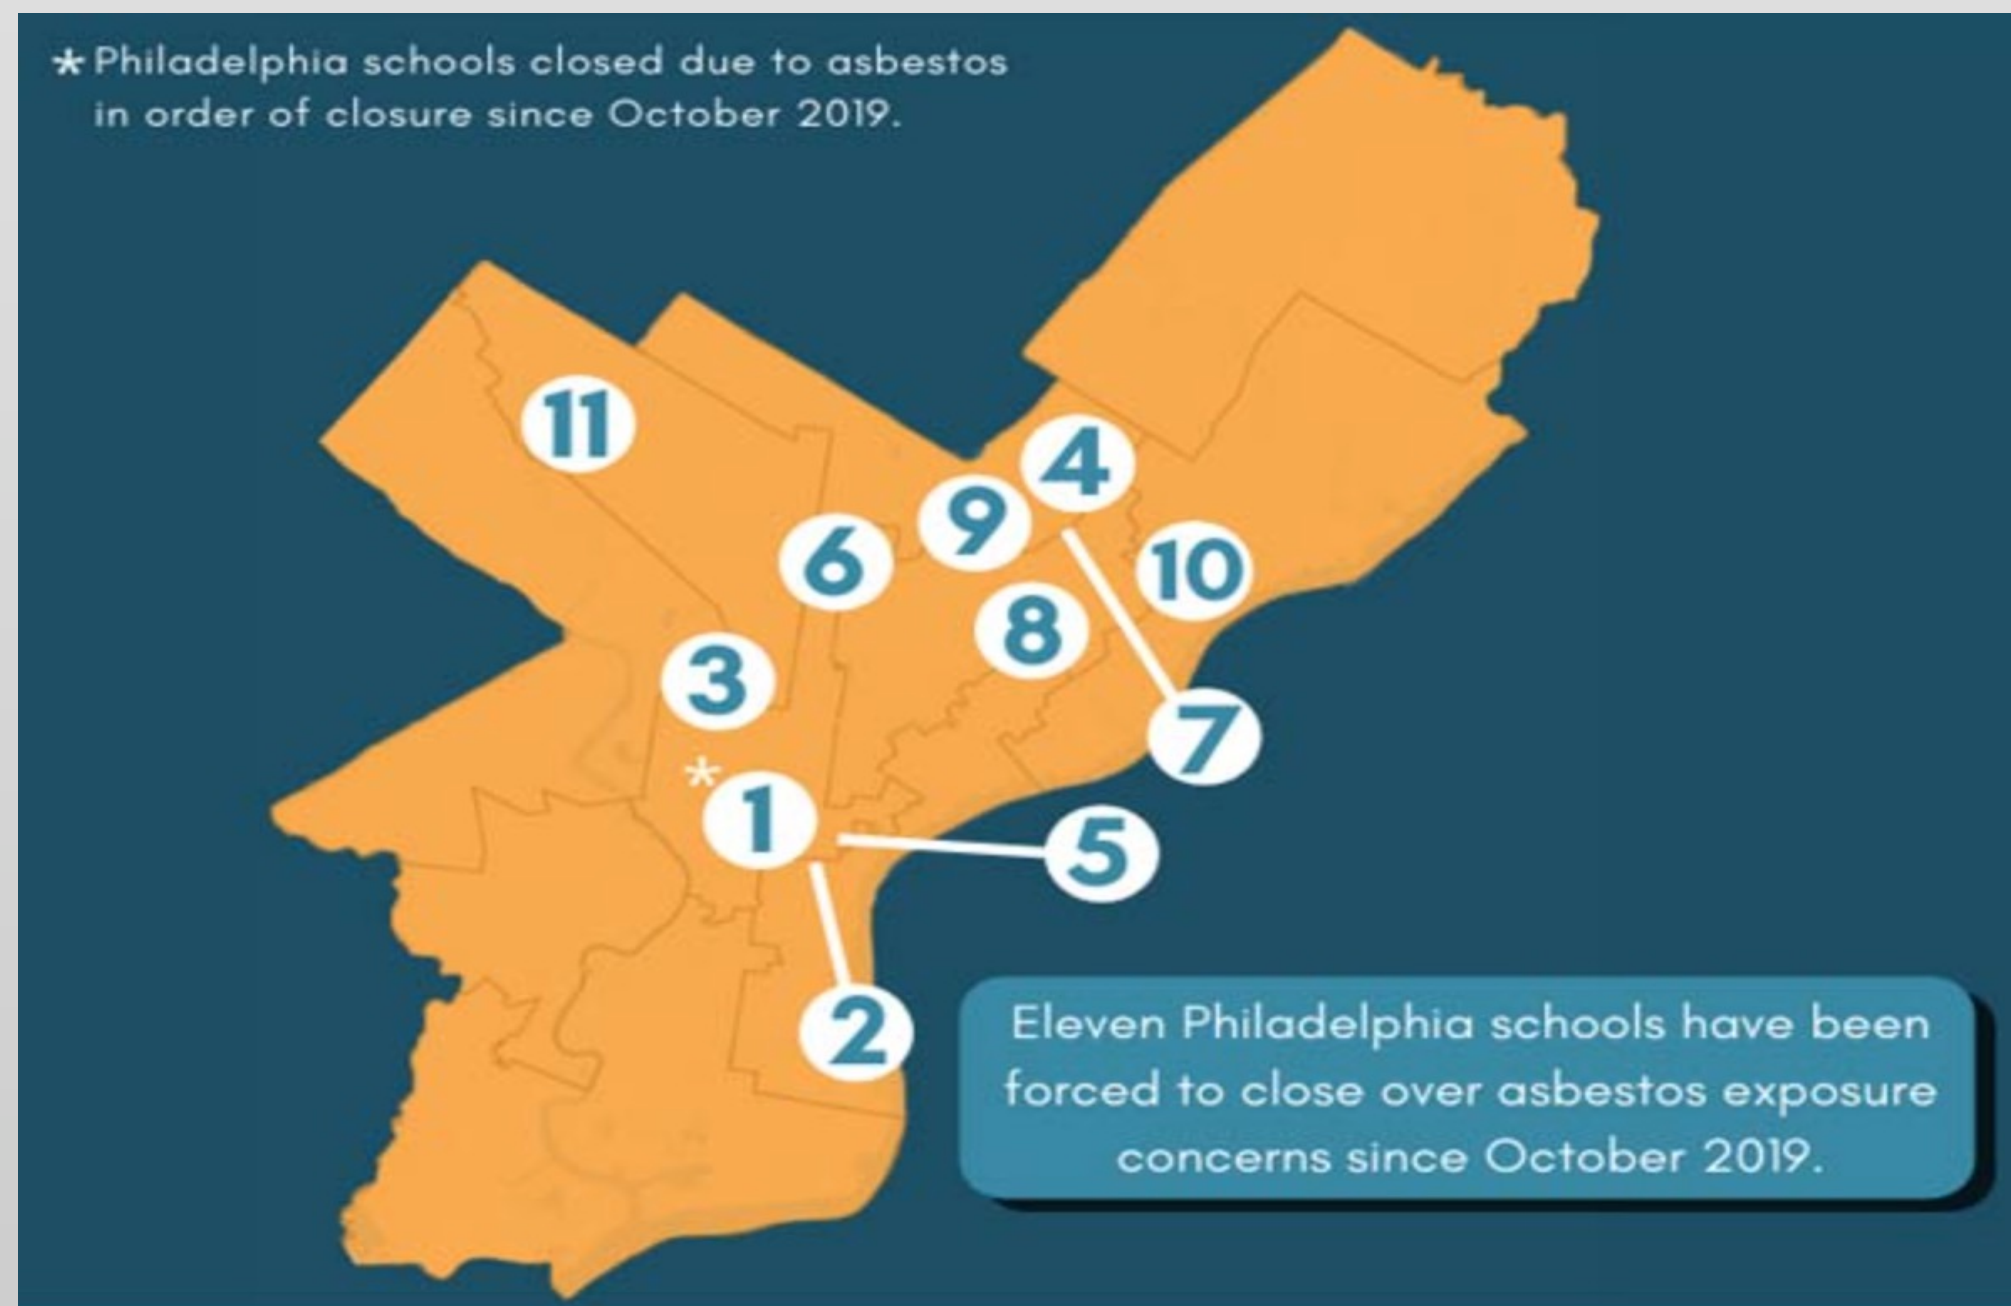 * Philadelphia schools closed due to asbestos
in order of closure since October 2019.
11
4
9
6
10
8
3
7
*
1
5
2
Eleven Philadelphia schools have been
forced to close over asbestos exposure
concerns since October 2019.